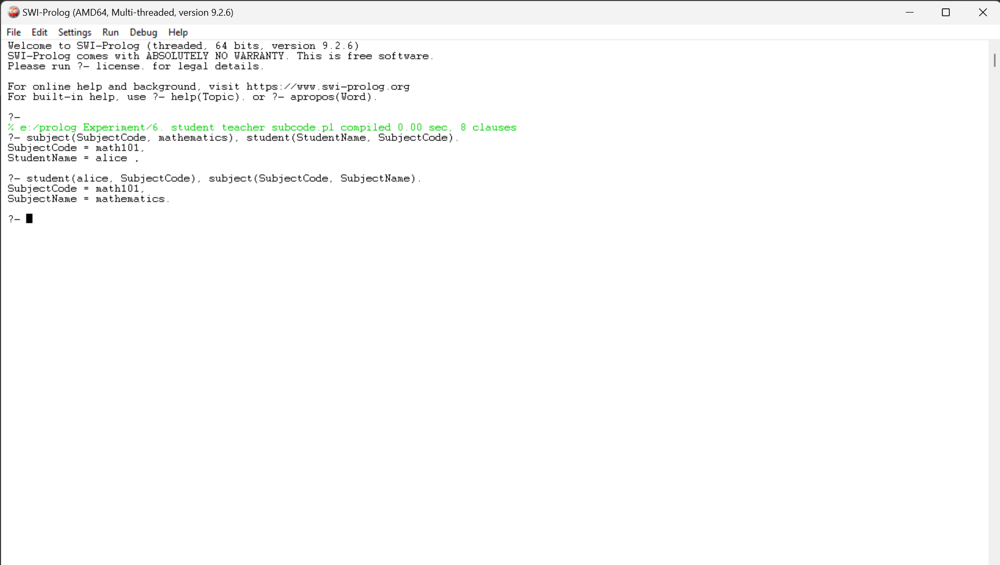 SWI-Prolog (AMD64, Multi-threaded, version 9.2.6)
File Edit Settings Run Debug Help
Welcome to SWI-Prolog (threaded, 64 bits, version 9.2.6)
SWI-Prolog comes with ABSOLUTELY NO WARRANTY. This is free software.
Please run ?- license. for legal details.
For online help and background, visit https://www.swi-prolog.org
For built-in help, use ?- help(Topic). or ?- apropos(Word).
?-
% e:/prolog Experiment/6. student teacher subcode.pl compiled 0.00 sec, 8 clauses
?- subject(SubjectCode, mathematics), student(StudentName, SubjectCode).
SubjectCode = math101,
StudentName = alice ,
?- student(alice, SubjectCode), subject(SubjectCode, SubjectName).
SubjectCode = math101,
SubjectName = mathematics.
?-